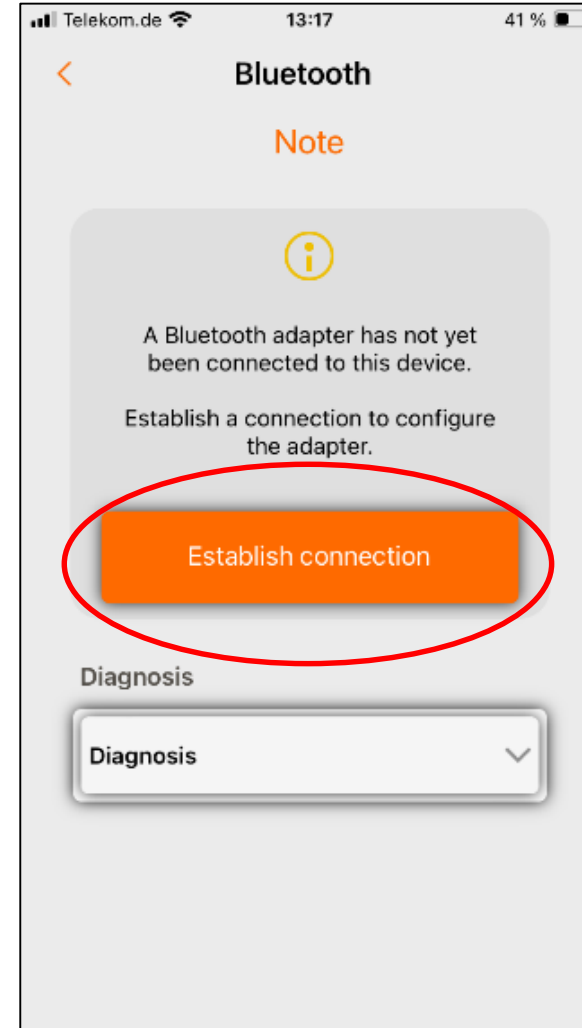 Telekom.de 13:17 41 %
Bluetooth
Note
A Bluetooth adapter has not yet
been connected to this device.
Establish a connection to configure
the adapter.
Establish connection
Diagnosis
Diagnosis